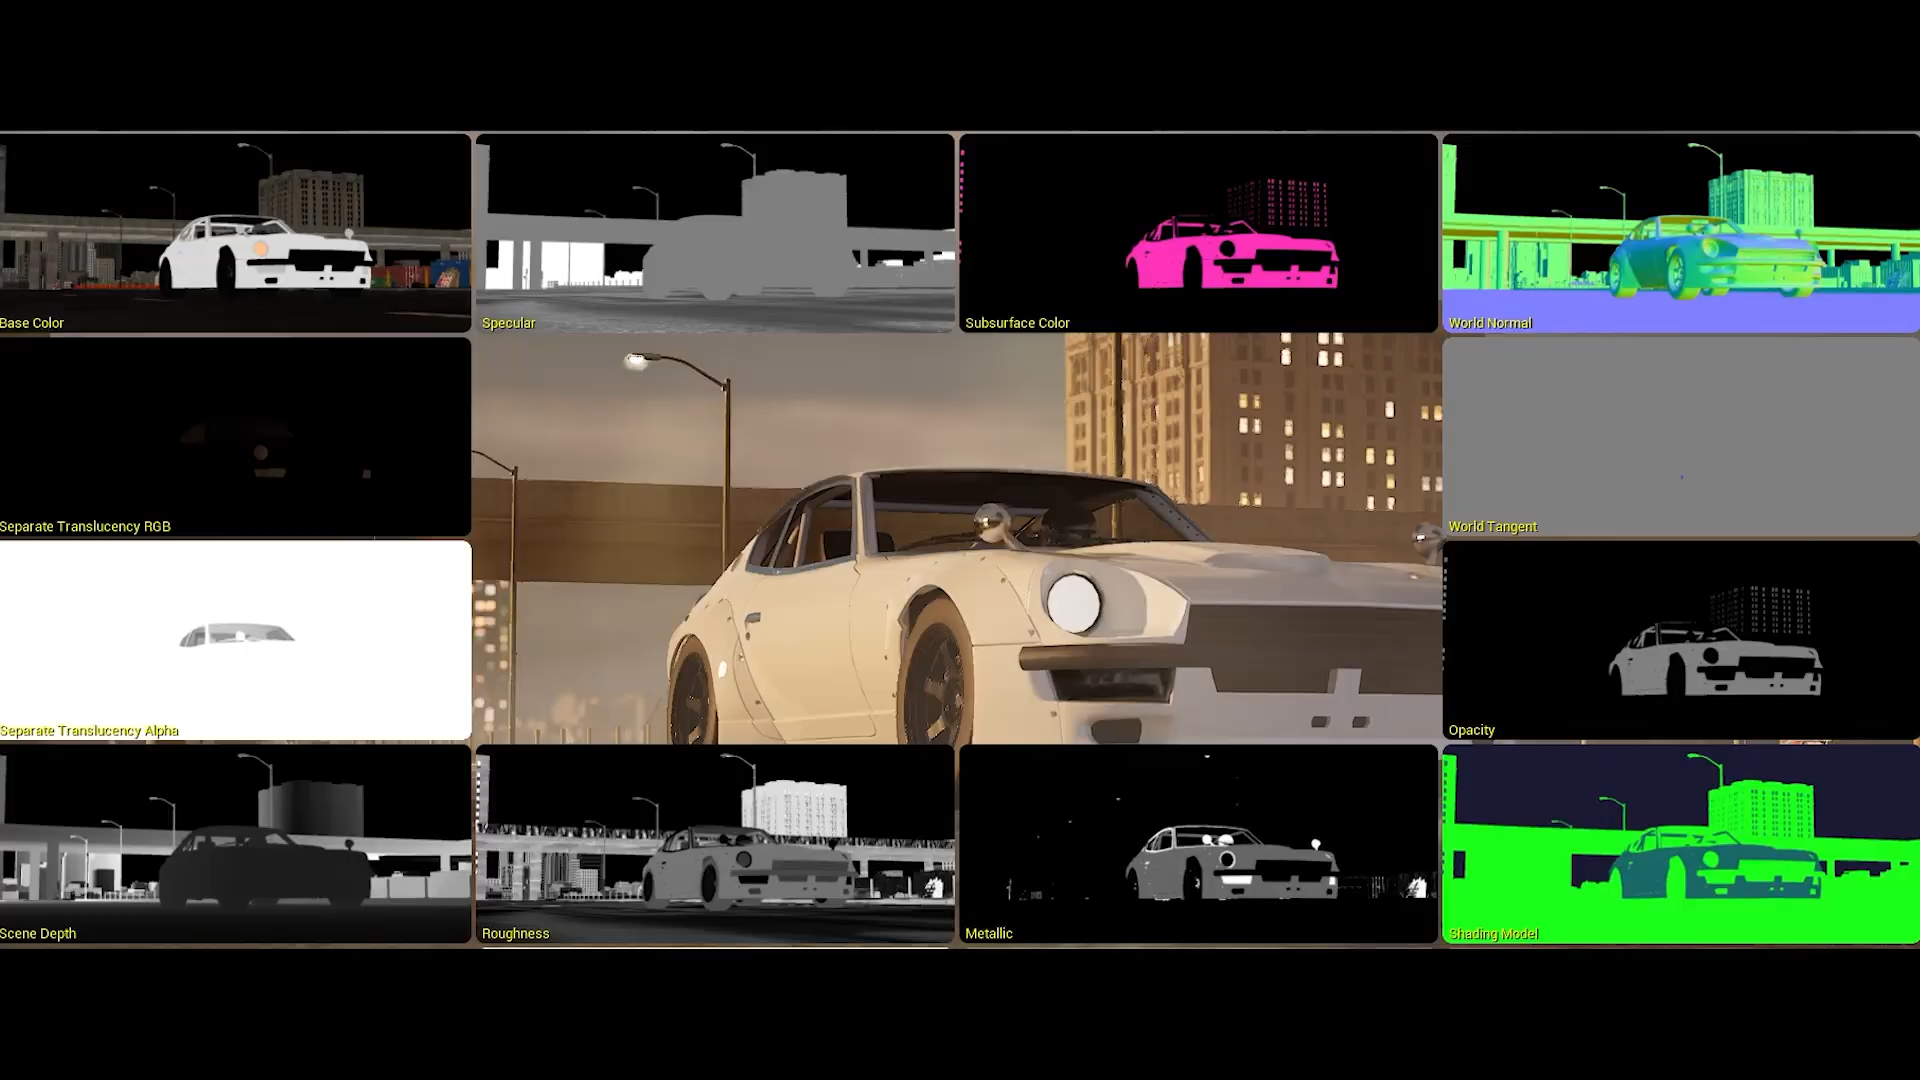 Base Color
Specular
Subsurface Color
World Normal
Separate Translucency RGB
World Tangent
Separate Translucency Alpha
Opacity
Scene Depth
Roughness
Metallic
Shading Model